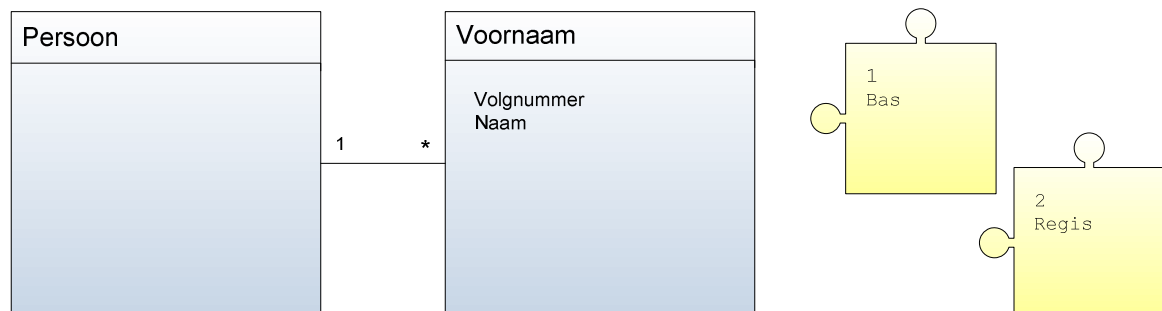 Persoon
1
*
Voornaam
Volgnummer
Naam
1
Bas
2
Regis